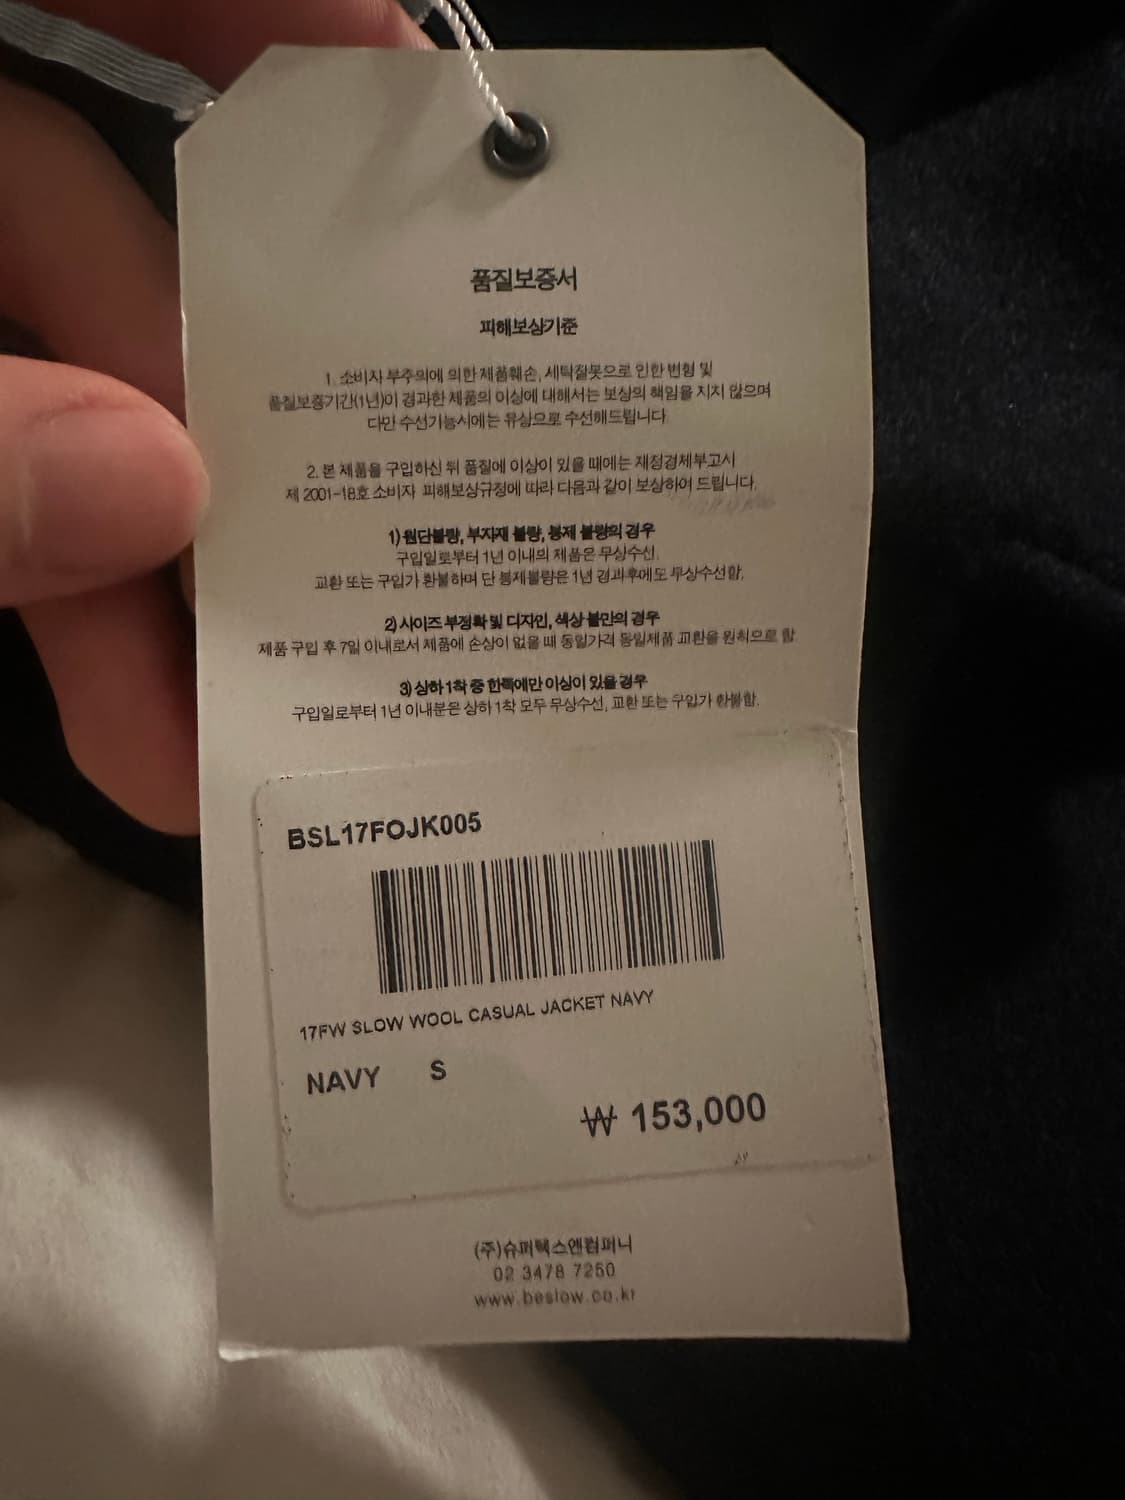 품질보증서
피해보상기준
1. 소비자 부주의에 의한 제품훼손, 세탁잘못으로 인한 변형 및
품질보증기간(1년)이 경과한 제품의 이상에 대해서는 보상의 책임을 지지 않으며
다만 수선가능시에는 유상으로 수선해드립니다.
2. 본 제품을 구입하신 뒤 품질에 이상이 있을 때에는 재정경제부고시
제 2001-18호 소비자 피해보상규정에 따라 다음과 같이 보상하여 드립니다.
1) 원단불량, 부자재 불량, 봉제 불량의 경우
구입일로부터 1년 이내의 제품은 무상수선,
교환 또는 구입가 환불하며 단 봉제불량은 1년 경과후에도 무상수선함.
2) 사이즈 부정확 및 디자인, 색상 불만의 경우
제품 구입 후 7일 이내로서 제품에 손상이 없을 때 동일가격 동일제품 교환을 원칙으로 함
3) 상하 1착 중 한쪽에만 이상이 있을 경우
구입일로부터 1년 이내분은 상하 1착 모두 무상수선, 교환 또는 구입가 환불함.
BSL17FOJK005
17FW SLOW WOOL CASUAL JACKET NAVY
NAVY S
₩ 153,000
(주)슈퍼텍스앤컴퍼니
02 3478 7250
www.beslow.co.kr